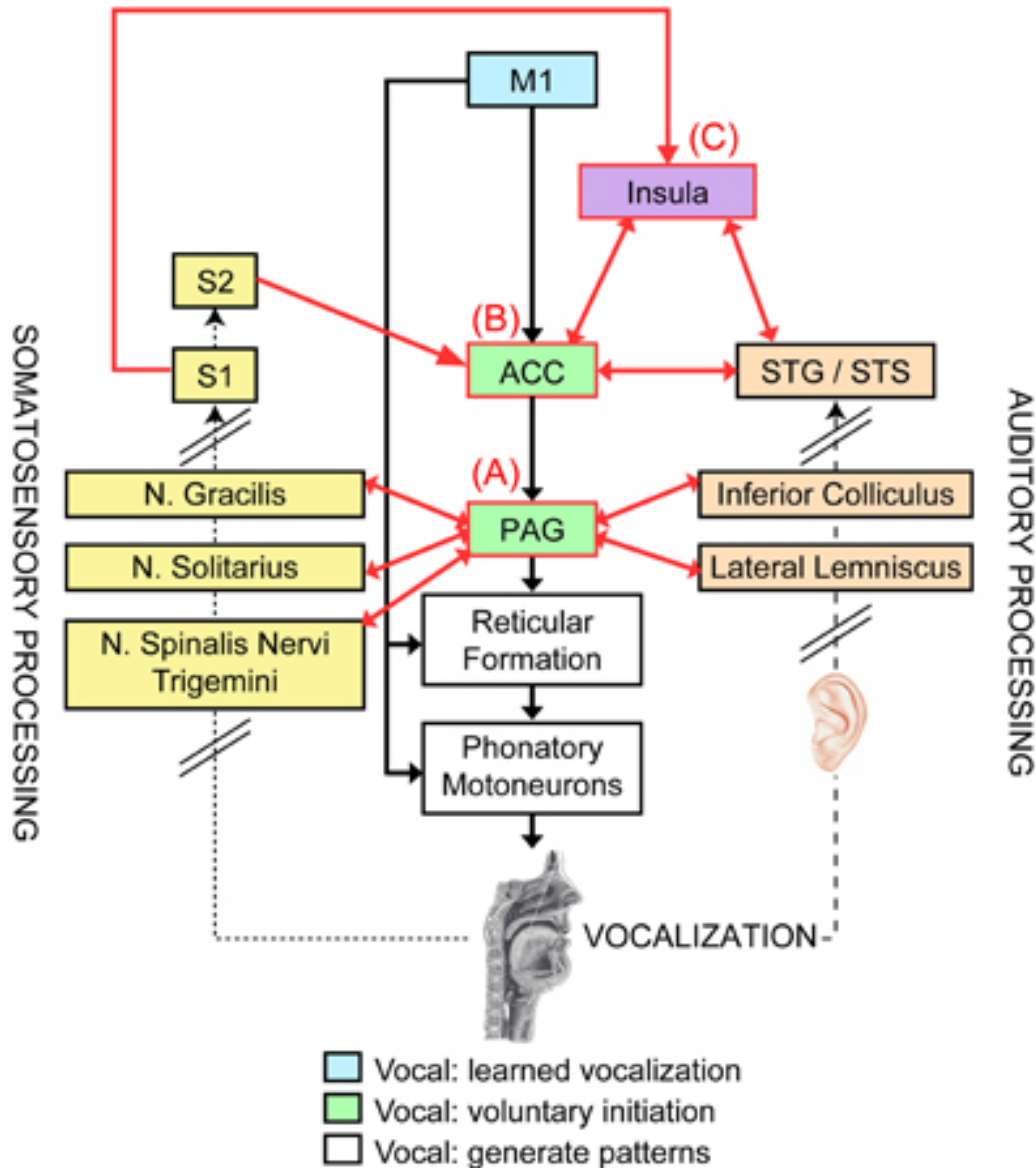 M1
(C)
Insula
S2
(B)
S1
ACC
STG / STS
SOMATOSENSORY PROCESSING
AUDITORY PROCESSING
(A)
N. Gracilis
PAG
Inferior Colliculus
N. Solitarius
Lateral Lemniscus
N. Spinalis Nervi
Trigemini
Reticular
Formation
Phonatory
Motoneurons
VOCALIZATION
Vocal: learned vocalization
Vocal: voluntary initiation
Vocal: generate patterns